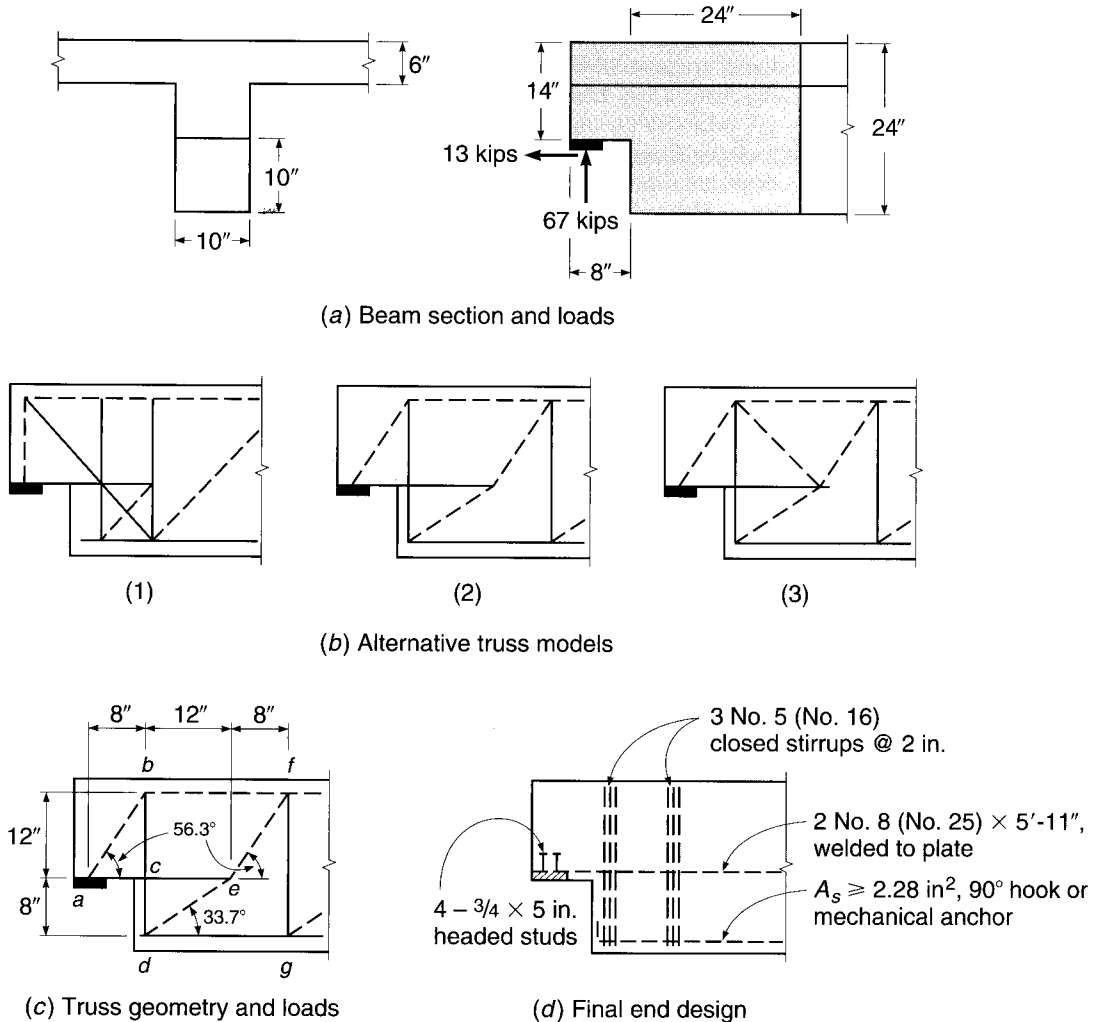 24″
6″
14″
24″
13 kips
10″
67 kips
10″
8″
(a) Beam section and loads
(1)
(2)
(3)
(b) Alternative truss models
8″
12″
8″
b
f
12″
56.3°
c
a
e
8″
33.7°
d
g
(c) Truss geometry and loads
3 No. 5 (No. 16)
closed stirrups @ 2 in.
2 No. 8 (No. 25) × 5′-11″,
welded to plate
4 – 3/4 × 5 in.
headed studs
As ⩾ 2.28 in², 90° hook or
mechanical anchor
(d) Final end design